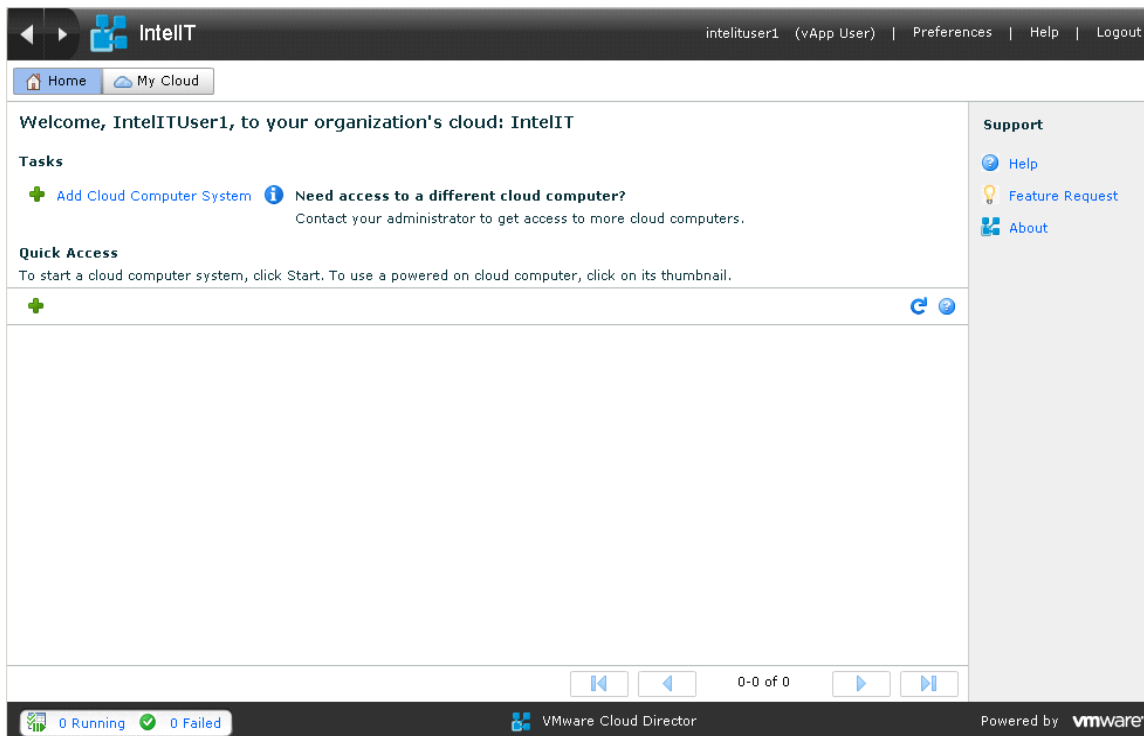 IntelIT
intelituser1 (vApp User) | Preferences | Help | Logout
Home
My Cloud
Welcome, IntelITUser1, to your organization's cloud: IntelIT
Tasks
Add Cloud Computer System
Need access to a different cloud computer?
Contact your administrator to get access to more cloud computers.
Quick Access
To start a cloud computer system, click Start. To use a powered on cloud computer, click on its thumbnail.
Support
Help
Feature Request
About
0-0 of 0
0 Running 0 Failed
VMware Cloud Director
Powered by vmware